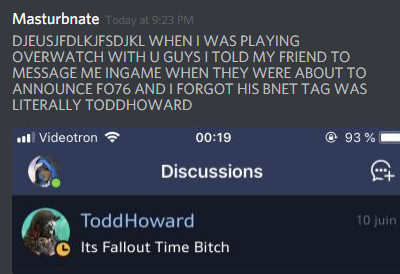 Masturbnate Today at 9:23 PM
DJEUSJFDLKJFSDJKL WHEN I WAS PLAYING
OVERWATCH WITH U GUYS I TOLD MY FRIEND TO
MESSAGE ME INGAME WHEN THEY WERE ABOUT TO
ANNOUNCE FO76 AND I FORGOT HIS BNET TAG WAS
LITERALLY TODDHOWARD
Videotron 00:19 93 %
Discussions
ToddHoward 10 juin
Its Fallout Time Bitch